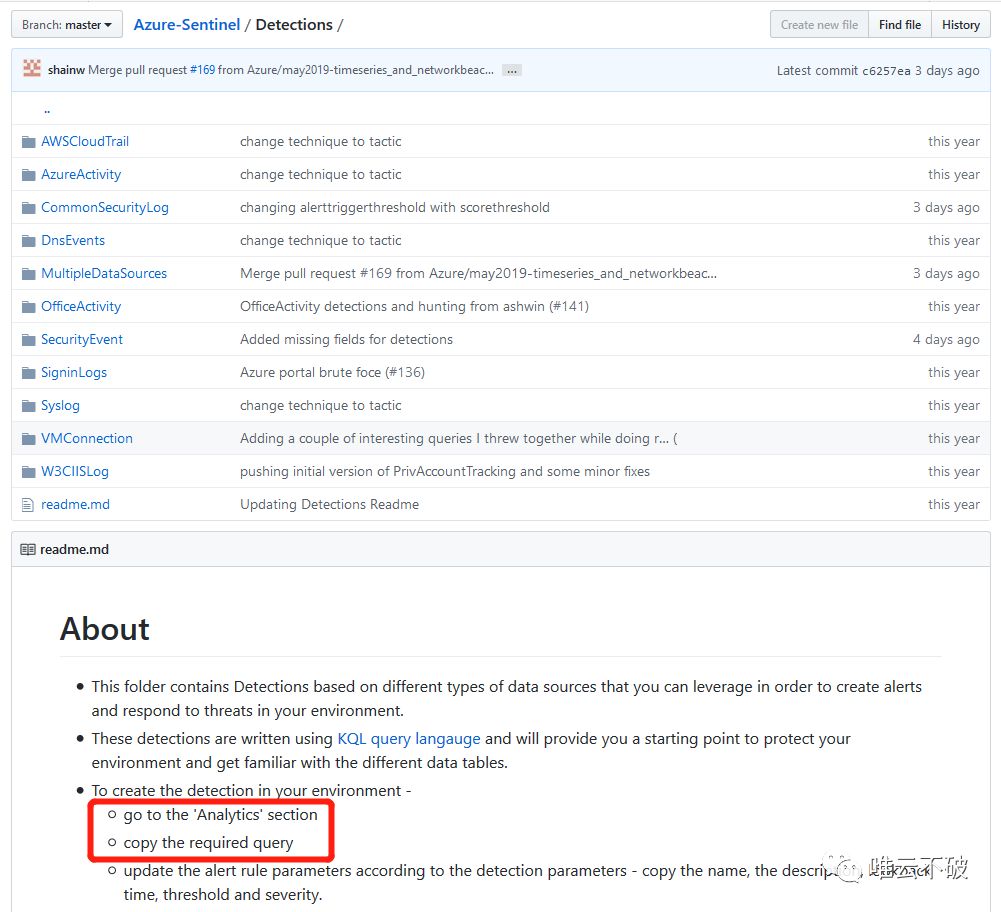 Branch: master Azure-Sentinel / Detections / Create new file Find file History
shainw Merge pull request #169 from Azure/may2019-timeseries_and_networkbeac... ... Latest commit c6257ea 3 days ago
..
AWSCloudTrail change technique to tactic this year
AzureActivity change technique to tactic this year
CommonSecurityLog changing alerttriggerthreshold with scorethreshold 3 days ago
DnsEvents change technique to tactic this year
MultipleDataSources Merge pull request #169 from Azure/may2019-timeseries_and_networkbeac... 3 days ago
OfficeActivity OfficeActivity detections and hunting from ashwin (#141) this year
SecurityEvent Added missing fields for detections 4 days ago
SigninLogs Azure portal brute foce (#136) this year
Syslog change technique to tactic this year
VMConnection Adding a couple of interesting queries I threw together while doing r... ( this year
W3CIISLog pushing initial version of PrivAccountTracking and some minor fixes this year
readme.md Updating Detections Readme this year
readme.md
About
• This folder contains Detections based on different types of data sources that you can leverage in order to create alerts
and respond to threats in your environment.
• These detections are written using KQL query langauge and will provide you a starting point to protect your
environment and get familiar with the different data tables.
• To create the detection in your environment -
○ go to the 'Analytics' section
○ copy the required query
○ update the alert rule parameters according to the detection parameters - copy the name, the
time, threshold and severity.
唯云不破